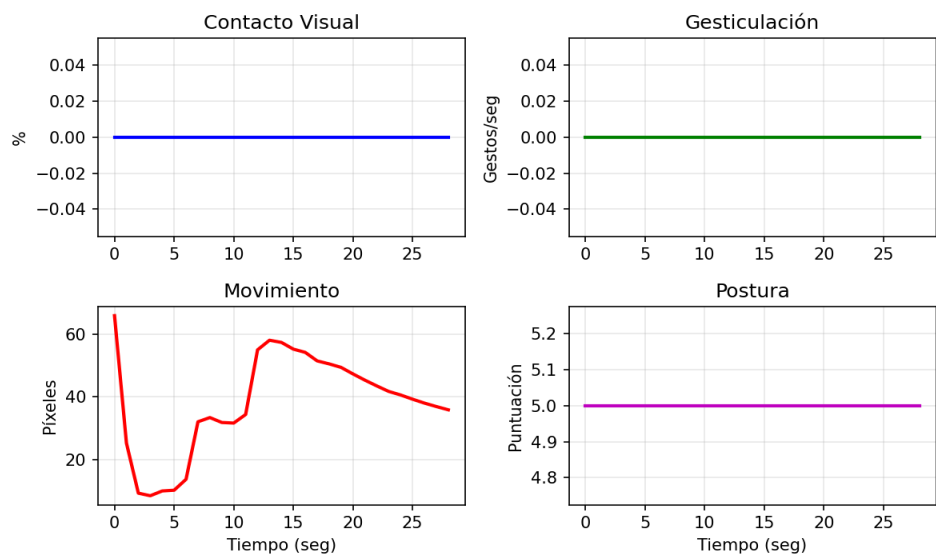 Contacto Visual
%
0.04
0.02
0.00
−0.02
−0.04
0 5 10 15 20 25
Gesticulación
Gestos/seg
0.04
0.02
0.00
−0.02
−0.04
0 5 10 15 20 25
Movimiento
Píxeles
60
40
20
0 5 10 15 20 25
Tiempo (seg)
Postura
Puntuación
5.2
5.1
5.0
4.9
4.8
0 5 10 15 20 25
Tiempo (seg)